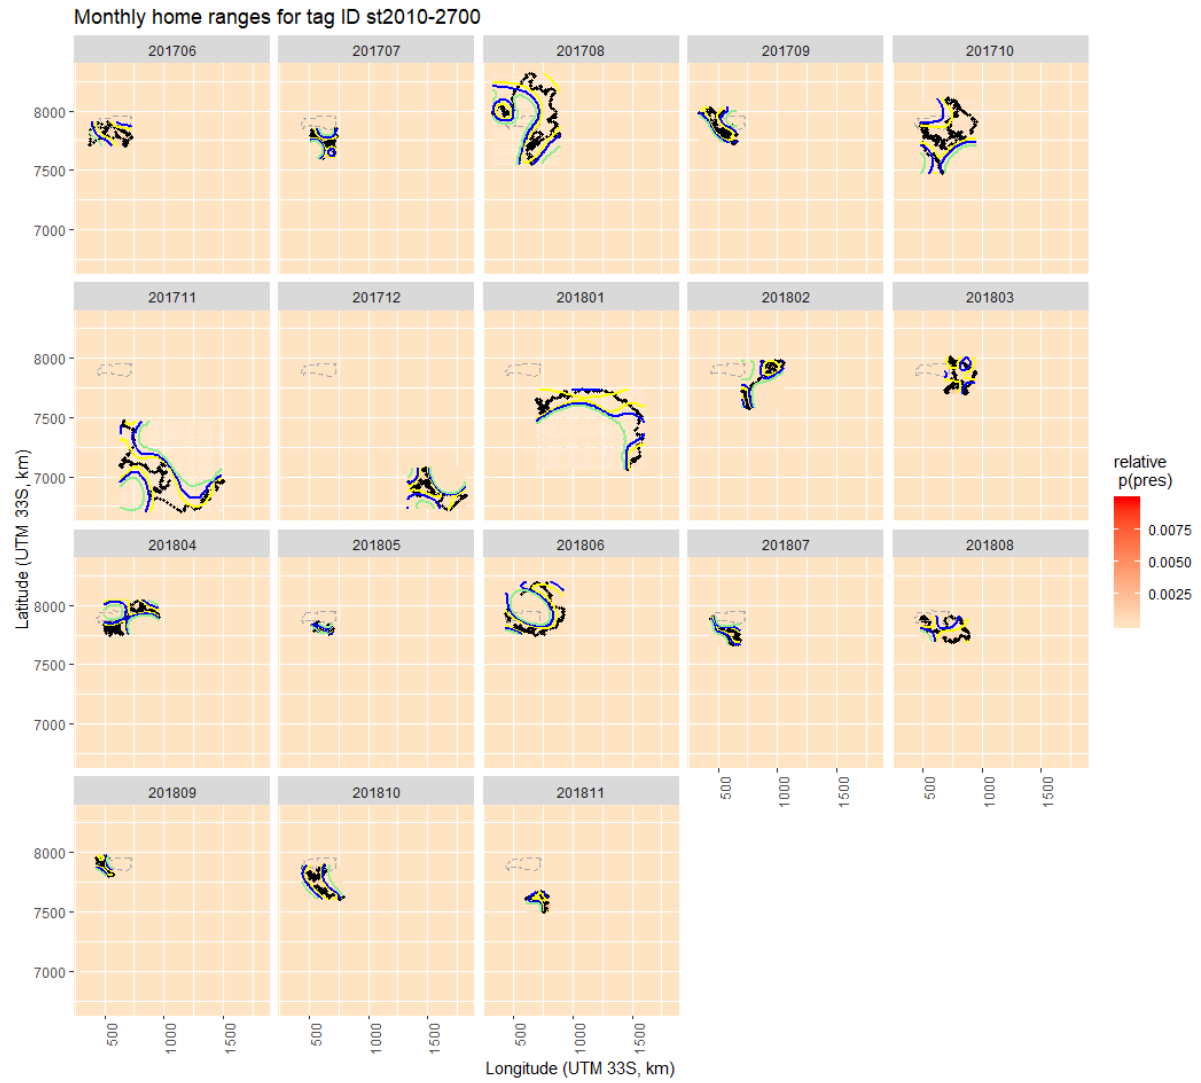 Monthly home ranges for tag ID st2010-2700
201706 201707 201708 201709 201710
8000
7500
7000
201711 201712 201801 201802 201803
8000
7500
7000
201804 201805 201806 201807 201808
8000
7500
7000
500 1000 1500 500 1000 1500
201809 201810 201811
8000
7500
7000
500 1000 1500 500 1000 1500 500 1000 1500
Longitude (UTM 33S, km)
Latitude (UTM 33S, km)
relative
p(pres)
0.0075
0.0050
0.0025